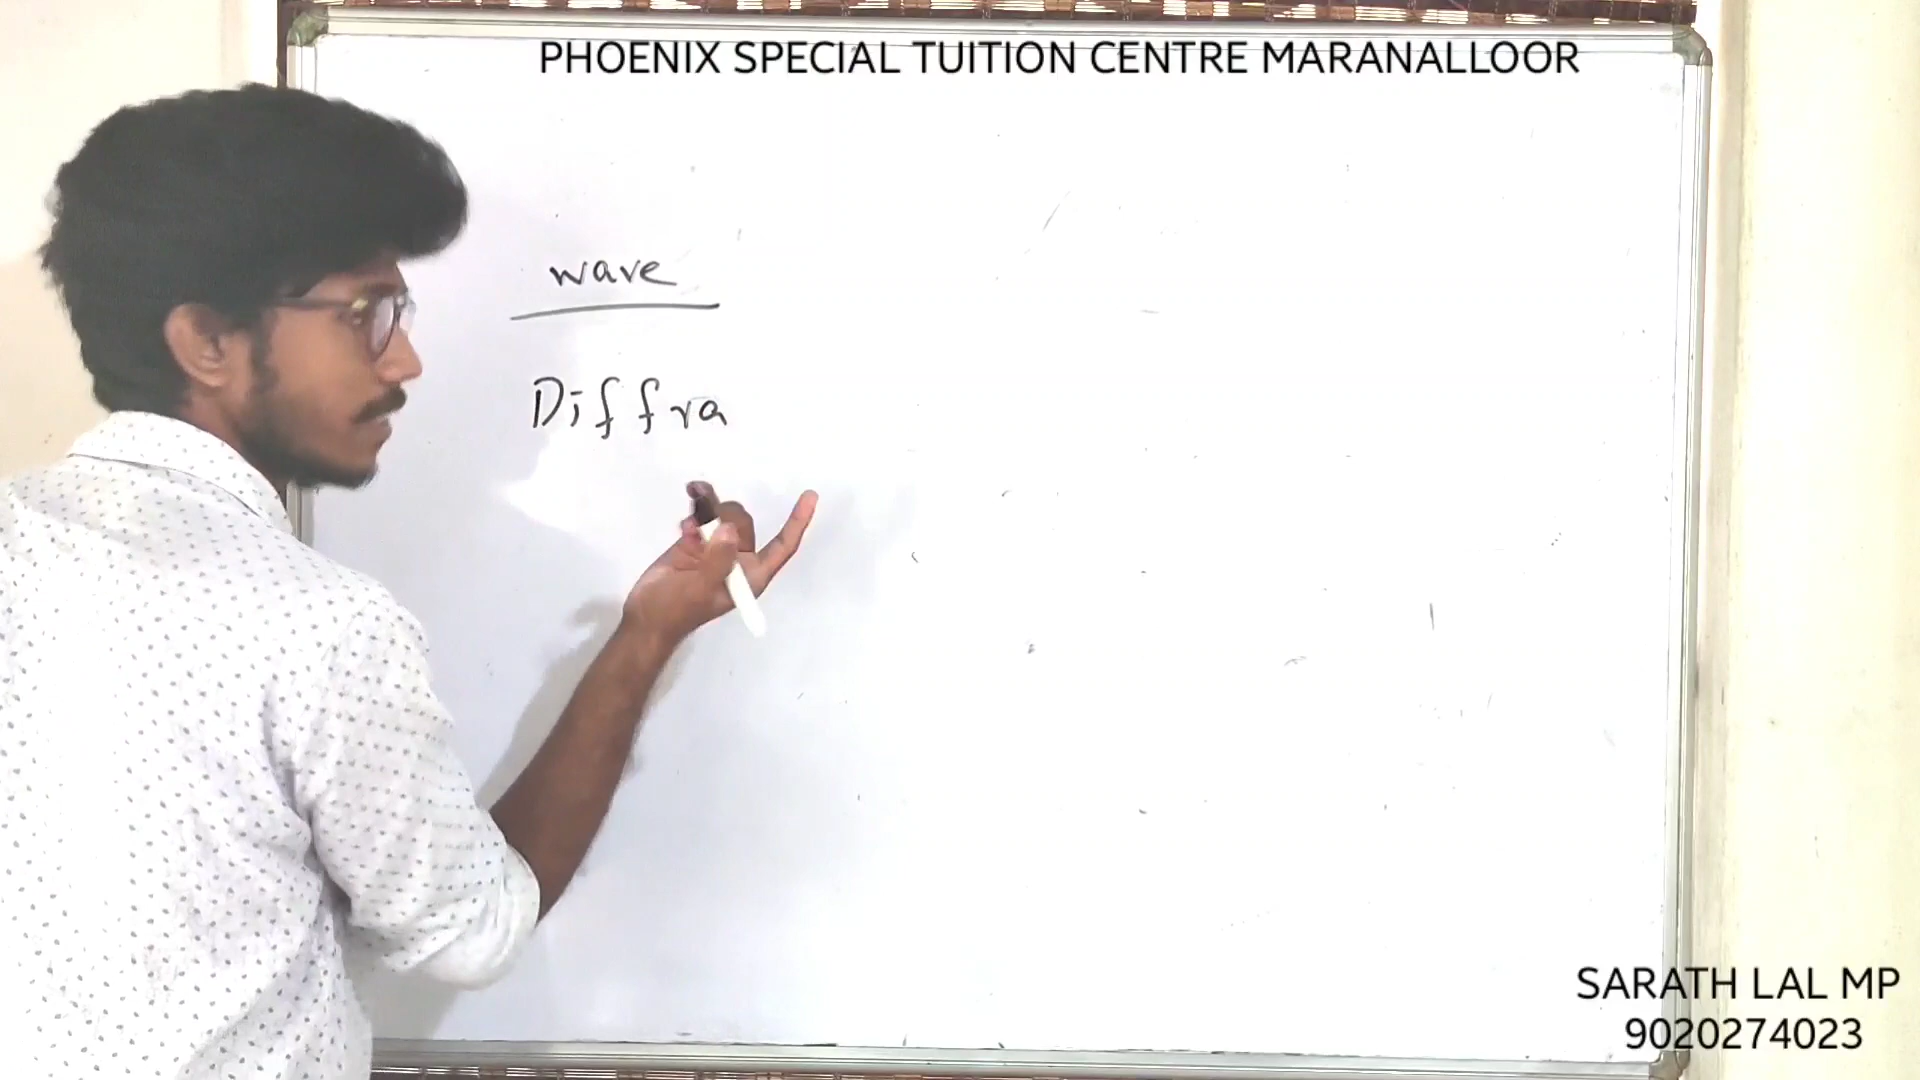 PHOENIX SPECIAL TUITION CENTRE MARANALLOOR
wave
Diffra
SARATH LAL MP
9020274023